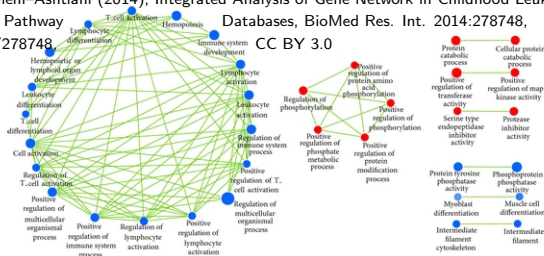 (2014), Integrated Analysis of Gene Network in Childhood
Pathway Databases, BioMed Res. Int. 2014:278748,
/278748, CC BY 3.0
T_cell activation
Hemopoiesis
Immune system
development
Lymphocyte
activation
Leukocyte
activation
Regulation of
immune system
process
Positive
regulation of T_
cell activation
Regulation of
multicellular
organismal
process
Positive
regulation of
lymphocyte
activation
Regulation of
lymphocyte
activation
Positive
regulation of
immune system
process
Positive
regulation of
multicellular
organismal
process
Regulation of
T_cell activation
Cell activation
T_cell
differentiation
Leukocyte
differentiation
Hemopoietic or
lymphoid organ
development
Lymphocyte
differentiation
Positive
regulation of
protein amino
acid
phosphorylation
Regulation of
phosphorylation
Positive
regulation of
phosphorylation
Positive
regulation of
phosphate
metabolic
process
Positive
regulation of
protein
modification
process
Protein
catabolic
process
Cellular protein
catabolic
process
Positive
regulation of
transferase
activity
Positive
regulation of map
kinase activity
Serine type
endopeptidase
inhibitor
activity
Protease
inhibitor
activity
Protein tyrosine
phosphatase
activity
Phosphoprotein
phosphatase
activity
Myoblast
differentiation
Muscle cell
differentiation
Intermediate
filament
cytoskeleton
Intermediate
filament